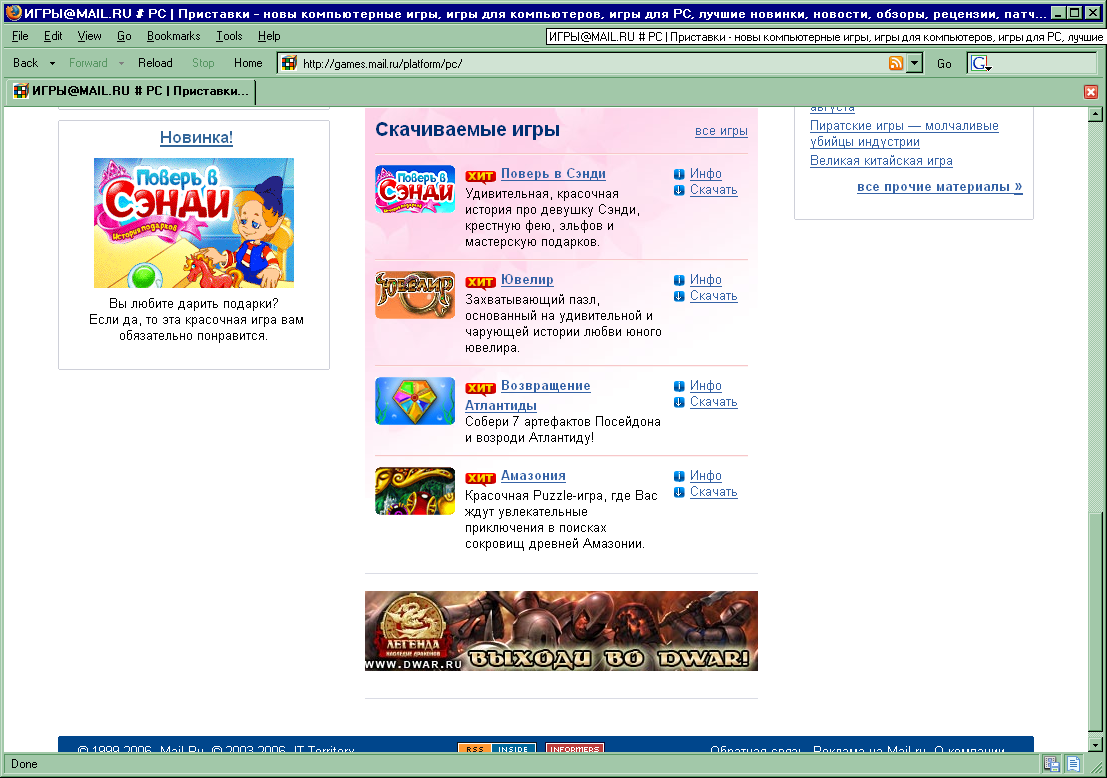 ИГРЫ@MAIL.RU # PC | Приставки - новы компьютерные игры, игры для компьютеров, игры для PC, лучшие новинки, новости, обзоры, рецензии, патч...
File Edit View Go Bookmarks Tools Help
ИГРЫ@MAIL.RU # PC | Приставки - новы компьютерные игры, игры для компьютеров, игры для PC, лучшие
Back Forward Reload Stop Home http://games.mail.ru/platform/pc/ Go
ИГРЫ@MAIL.RU # PC | Приставки...
Новинка!
Поверь в
Сэнди
История подарков
Вы любите дарить подарки?
Если да, то эта красочная игра вам
обязательно понравится.
Скачиваемые игры все игры
Поверь в
Сэнди
ХИТ Поверь в Сэнди
Удивительная, красочная
история про девушку Сэнди,
крестную фею, эльфов и
мастерскую подарков.
Инфо
Скачать
Ювелир
ХИТ Ювелир
Захватывающий пазл,
основанный на удивительной и
чарующей истории любви юного
ювелира.
Инфо
Скачать
ХИТ Возвращение
Атлантиды
Собери 7 артефактов Посейдона
и возроди Атлантиду!
Инфо
Скачать
ХИТ Амазония
Красочная Puzzle-игра, где Вас
ждут увлекательные
приключения в поисках
сокровищ древней Амазонии.
Инфо
Скачать
ЛЕГЕНДА
НАСЛЕДИЕ ДРАКОНОВ
WWW.DWAR.RU
ВЫХОДИ ВО DWAR!
августа
Пиратские игры — молчаливые
убийцы индустрии
Великая китайская игра
все прочие материалы »
© 1999-2006, Mail.Ru, © 2003-2006, IT Territory
RSS INSIDE INFORMERS
Обратная связь Реклама на Mail.ru О компании
Done